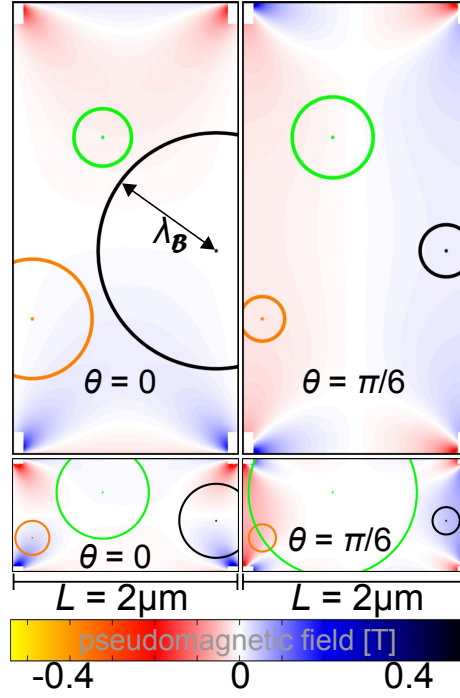 λ𝓑
θ = 0
θ = π/6
θ = 0
θ = π/6
L = 2μm
L = 2μm
pseudomagnetic field [T]
-0.4
0
0.4